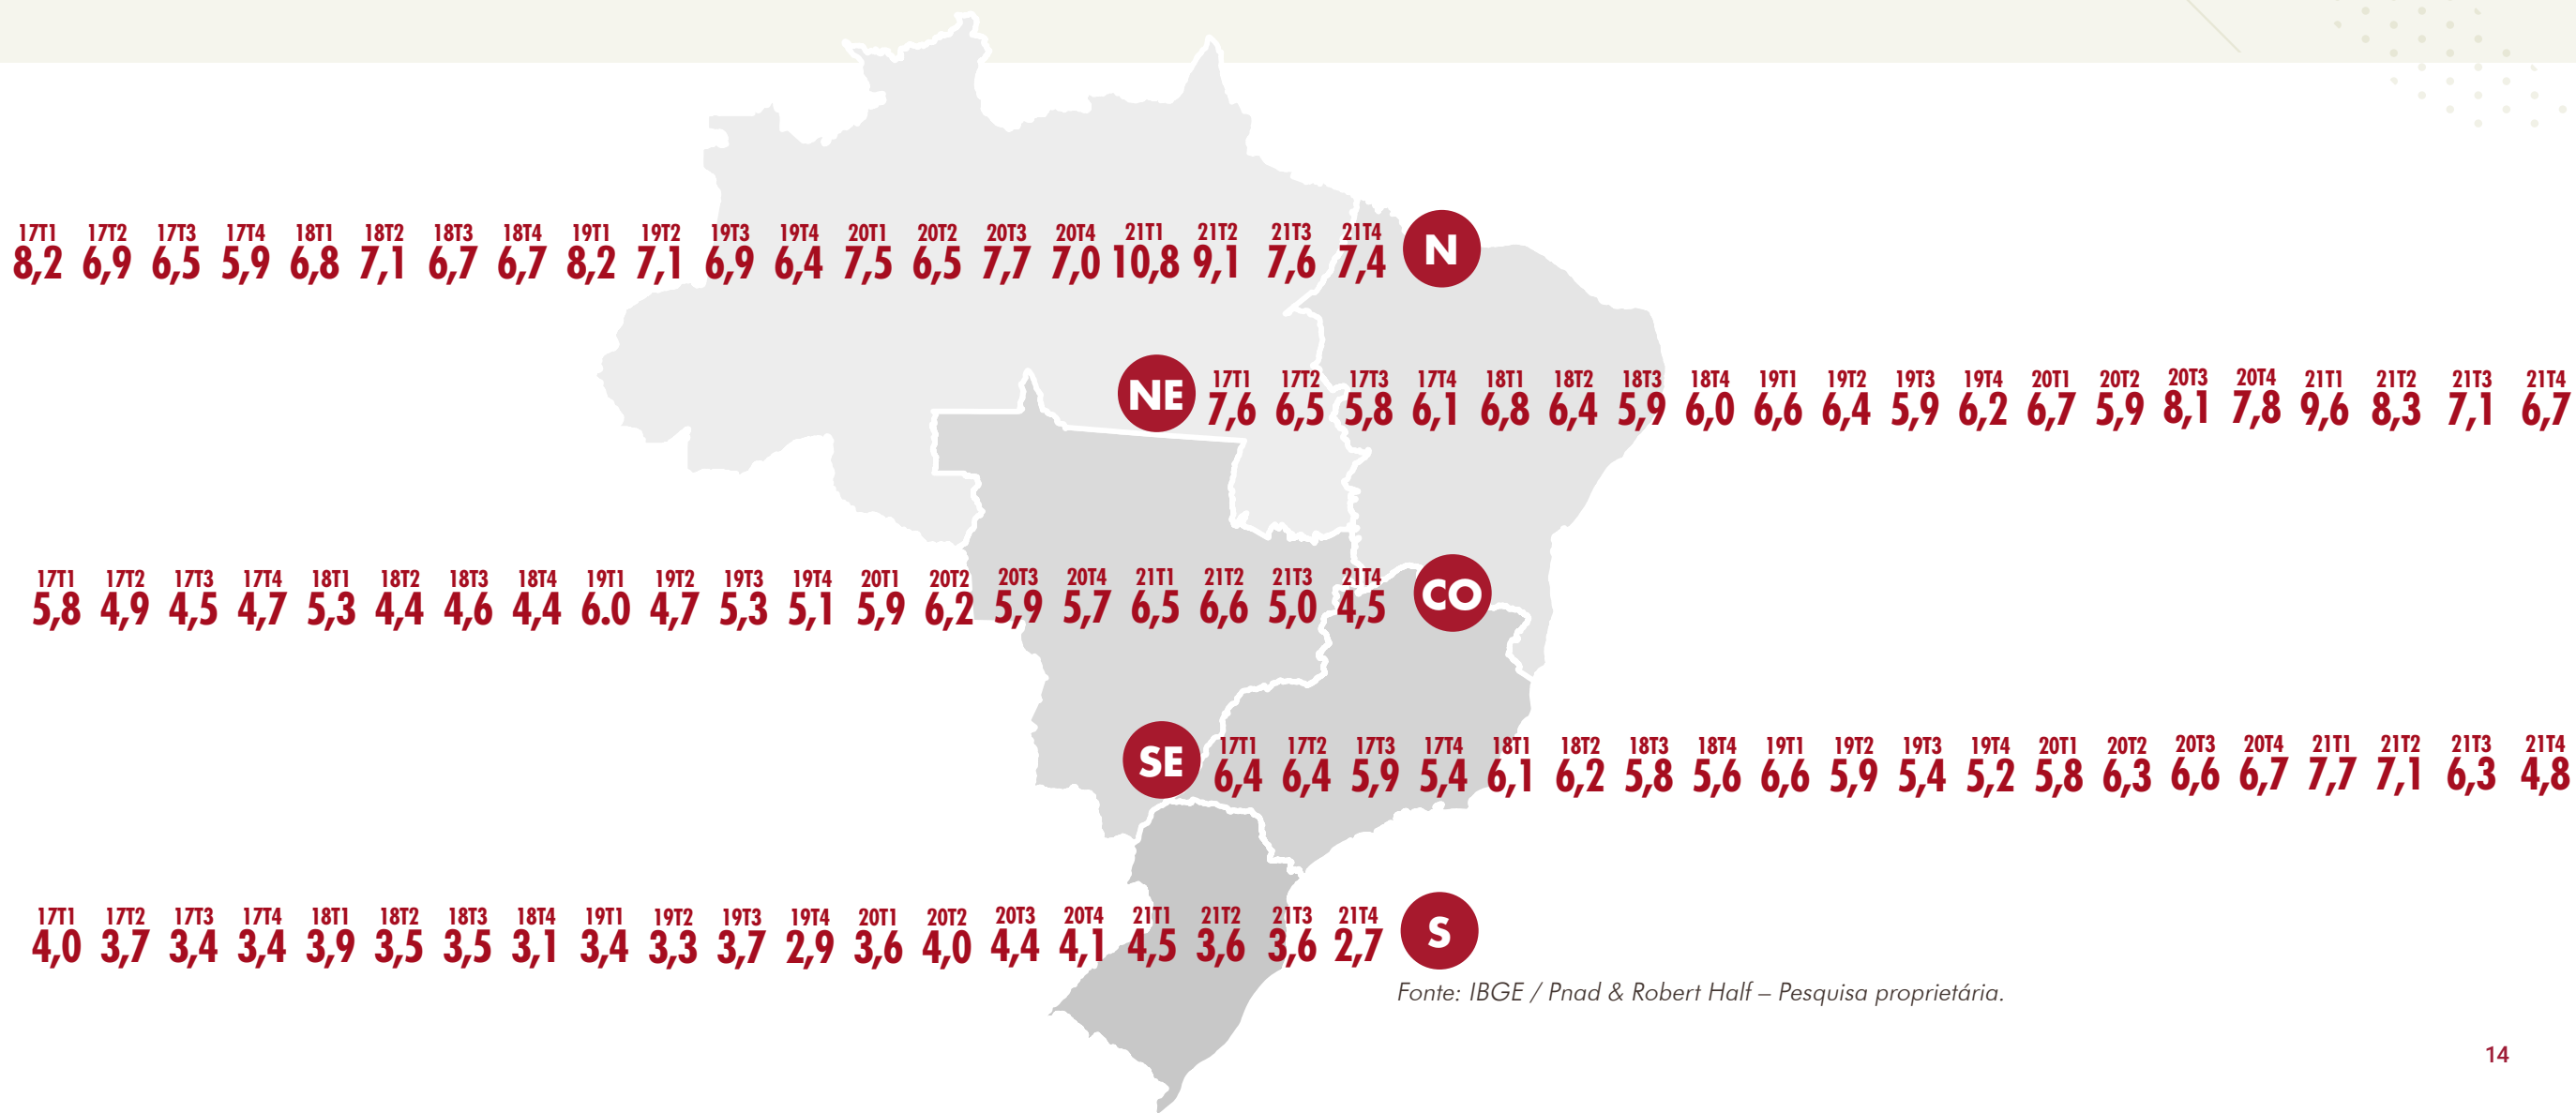 17T1 17T2 17T3 17T4 18T1 18T2 18T3 18T4 19T1 19T2 19T3 19T4 20T1 20T2 20T3 20T4 21T1 21T2 21T3 21T4
8,2 6,9 6,5 5,9 6,8 7,1 6,7 6,7 8,2 7,1 6,9 6,4 7,5 6,5 7,7 7,0 10,8 9,1 7,6 7,4 N
17T1 17T2 17T3 17T4 18T1 18T2 18T3 18T4 19T1 19T2 19T3 19T4 20T1 20T2 20T3 20T4 21T1 21T2 21T3 21T4
NE 7,6 6,5 5,8 6,1 6,8 6,4 5,9 6,0 6,6 6,4 5,9 6,2 6,7 5,9 8,1 7,8 9,6 8,3 7,1 6,7
17T1 17T2 17T3 17T4 18T1 18T2 18T3 18T4 19T1 19T2 19T3 19T4 20T1 20T2 20T3 20T4 21T1 21T2 21T3 21T4
5,8 4,9 4,5 4,7 5,3 4,4 4,6 4,4 6.0 4,7 5,3 5,1 5,9 6,2 5,9 5,7 6,5 6,6 5,0 4,5 CO
17T1 17T2 17T3 17T4 18T1 18T2 18T3 18T4 19T1 19T2 19T3 19T4 20T1 20T2 20T3 20T4 21T1 21T2 21T3 21T4
SE 6,4 6,4 5,9 5,4 6,1 6,2 5,8 5,6 6,6 5,9 5,4 5,2 5,8 6,3 6,6 6,7 7,7 7,1 6,3 4,8
17T1 17T2 17T3 17T4 18T1 18T2 18T3 18T4 19T1 19T2 19T3 19T4 20T1 20T2 20T3 20T4 21T1 21T2 21T3 21T4
4,0 3,7 3,4 3,4 3,9 3,5 3,5 3,1 3,4 3,3 3,7 2,9 3,6 4,0 4,4 4,1 4,5 3,6 3,6 2,7 S
Fonte: IBGE / Pnad & Robert Half – Pesquisa proprietária.
14